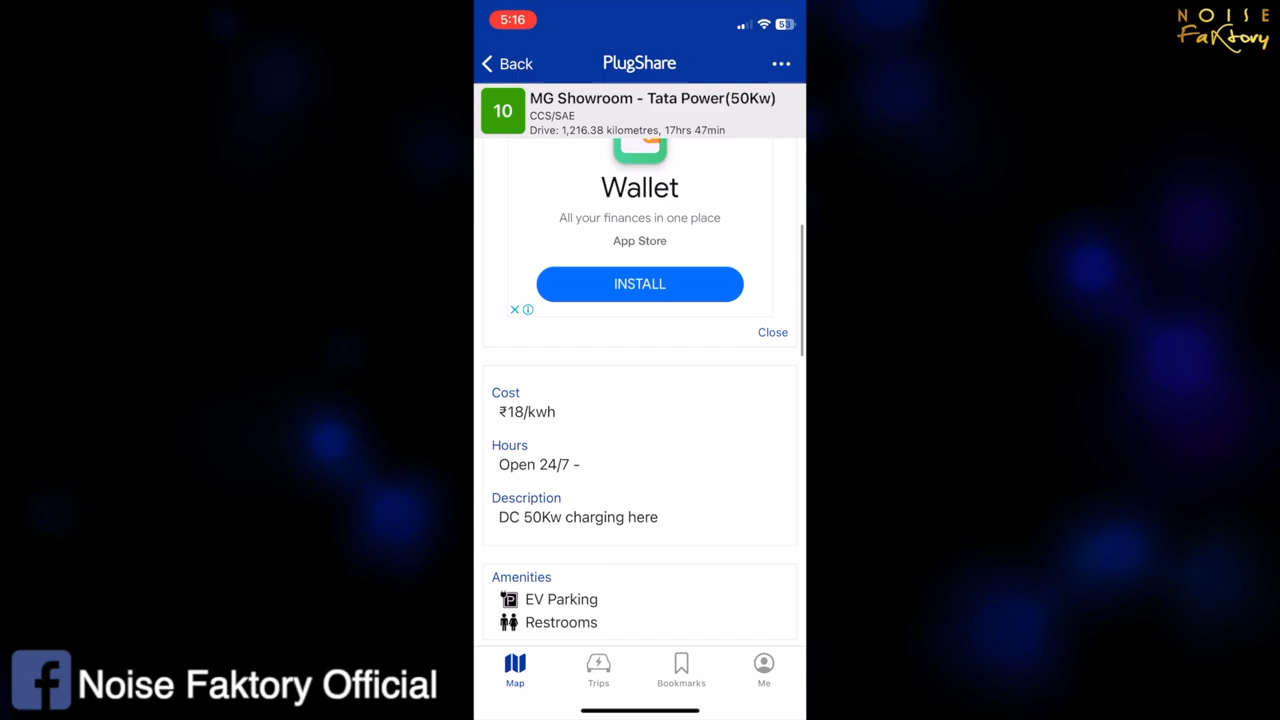 NOISE
Faktory
5:16
53
Back
PlugShare
10
MG Showroom - Tata Power(50Kw)
CCS/SAE
Drive: 1,216.38 kilometres, 17hrs 47min
Wallet
All your finances in one place
App Store
INSTALL
Close
Cost
₹18/kwh
Hours
Open 24/7 -
Description
DC 50Kw charging here
Amenities
EV Parking
Restrooms
Map
Trips
Bookmarks
Me
Noise Faktory Official